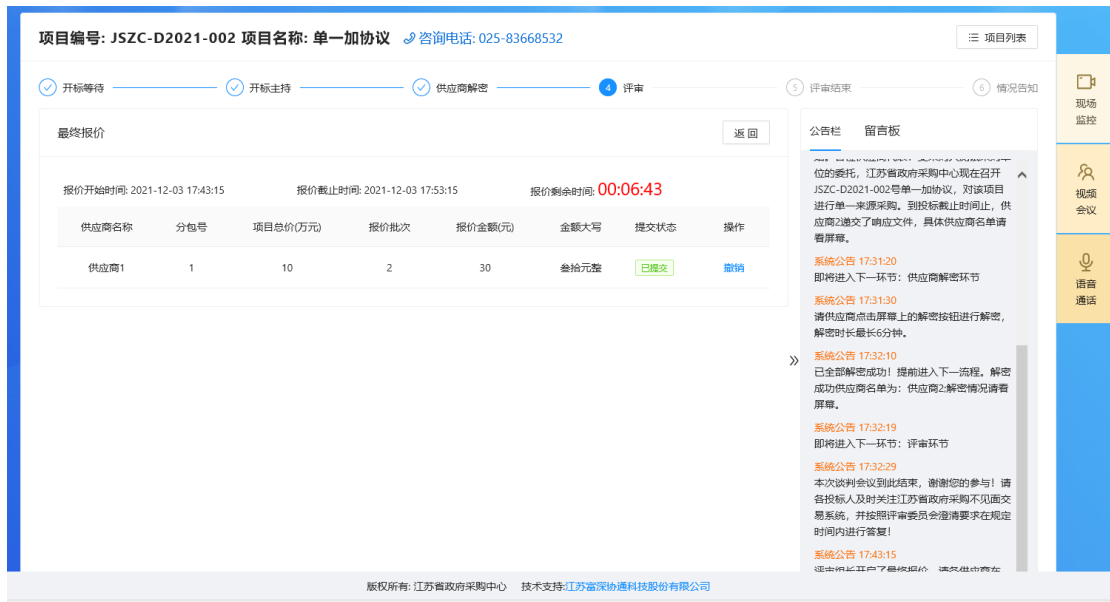 项目编号: JSZC-D2021-002 项目名称: 单一加协议 咨询电话: 025-83668532
项目列表
开标等待
开标主持
供应商解密
4 评审
5 评审结束
6 情况告知
最终报价
返回
报价开始时间: 2021-12-03 17:43:15 报价截止时间: 2021-12-03 17:53:15 报价剩余时间: 00:06:43
供应商名称 分包号 项目总价(万元) 报价批次 报价金额(元) 金额大写 提交状态 操作
供应商1 1 10 2 30 叁拾元整 已提交 撤销
公告栏 留言板
位的委托，江苏省政府采购中心现在召开
JSZC-D2021-002号单一加协议，对该项目
进行单一来源采购。到投标截止时间止，供
应商2递交了响应文件，具体供应商名单请
看屏幕。
系统公告 17:31:20
即将进入下一环节：供应商解密环节
系统公告 17:31:30
请供应商点击屏幕上的解密按钮进行解密，
解密时长最长6分钟。
系统公告 17:32:10
已全部解密成功！提前进入下一流程。解密
成功供应商名单为：供应商2;解密情况请看
屏幕。
系统公告 17:32:19
即将进入下一环节：评审环节
系统公告 17:32:29
本次谈判会议到此结束，谢谢您的参与！请
各投标人及时关注江苏省政府采购不见面交
易系统，并按照评审委员会澄清要求在规定
时间内进行答复！
系统公告 17:43:15
评审组长开启了最终报价，请各供应商在
现场
监控
视频
会议
语音
通话
版权所有: 江苏省政府采购中心 技术支持:江苏富深协通科技股份有限公司